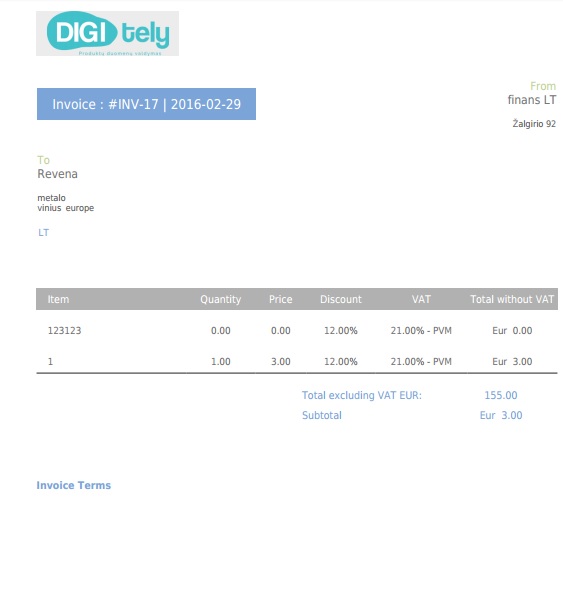 DIGI tely
Produktų duomenų valdymas
From
finans LT
Žalgirio 92
Invoice : #INV-17 | 2016-02-29
To
Revena
metalo
vinius europe
LT
Item Quantity Price Discount VAT Total without VAT
123123 0.00 0.00 12.00% 21.00% - PVM Eur 0.00
1 1.00 3.00 12.00% 21.00% - PVM Eur 3.00
Total excluding VAT EUR: 155.00
Subtotal Eur 3.00
Invoice Terms